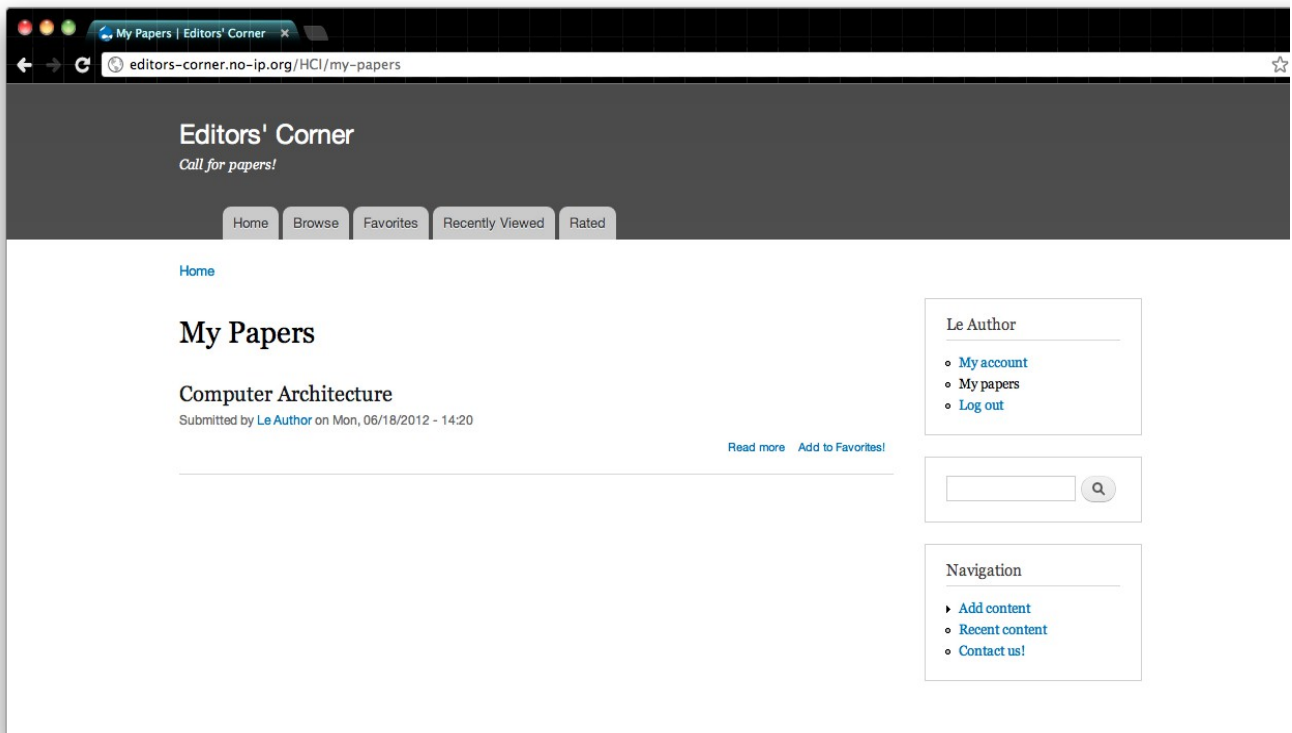 My Papers | Editors' Corner
editors-corner.no-ip.org/HCI/my-papers
Editors' Corner
Call for papers!
Home Browse Favorites Recently Viewed Rated
Home
My Papers
Computer Architecture
Submitted by Le Author on Mon, 06/18/2012 - 14:20
Read more Add to Favorites!
Le Author
My account
My papers
Log out
Navigation
Add content
Recent content
Contact us!